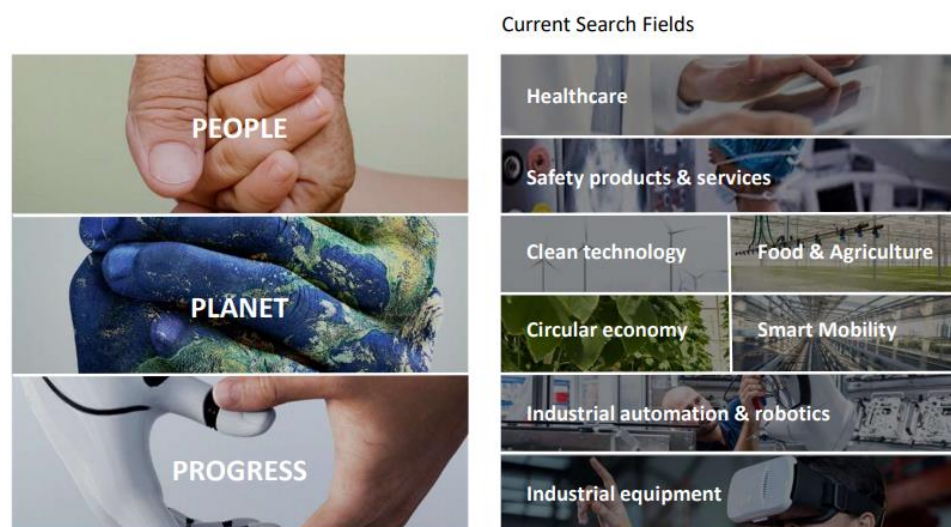 Current Search Fields
PEOPLE
PLANET
PROGRESS
Healthcare
Safety products & services
Clean technology
Food & Agriculture
Circular economy
Smart Mobility
Industrial automation & robotics
Industrial equipment